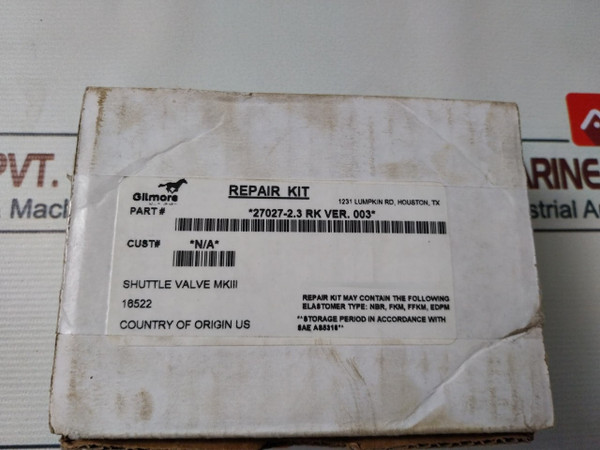 PVT.
ARINE
Mach
strial Au
Gilmore
REPAIR KIT
1231 LUMPKIN RD, HOUSTON, TX
PART# *27027-2.3 RK VER. 003*
CUST# *N/A*
SHUTTLE VALVE MKIII
16522
COUNTRY OF ORIGIN US
REPAIR KIT MAY CONTAIN THE FOLLOWING
ELASTOMER TYPE: NBR, FKM, FFKM, EDPM
**STORAGE PERIOD IN ACCORDANCE WITH
SAE AS5316**